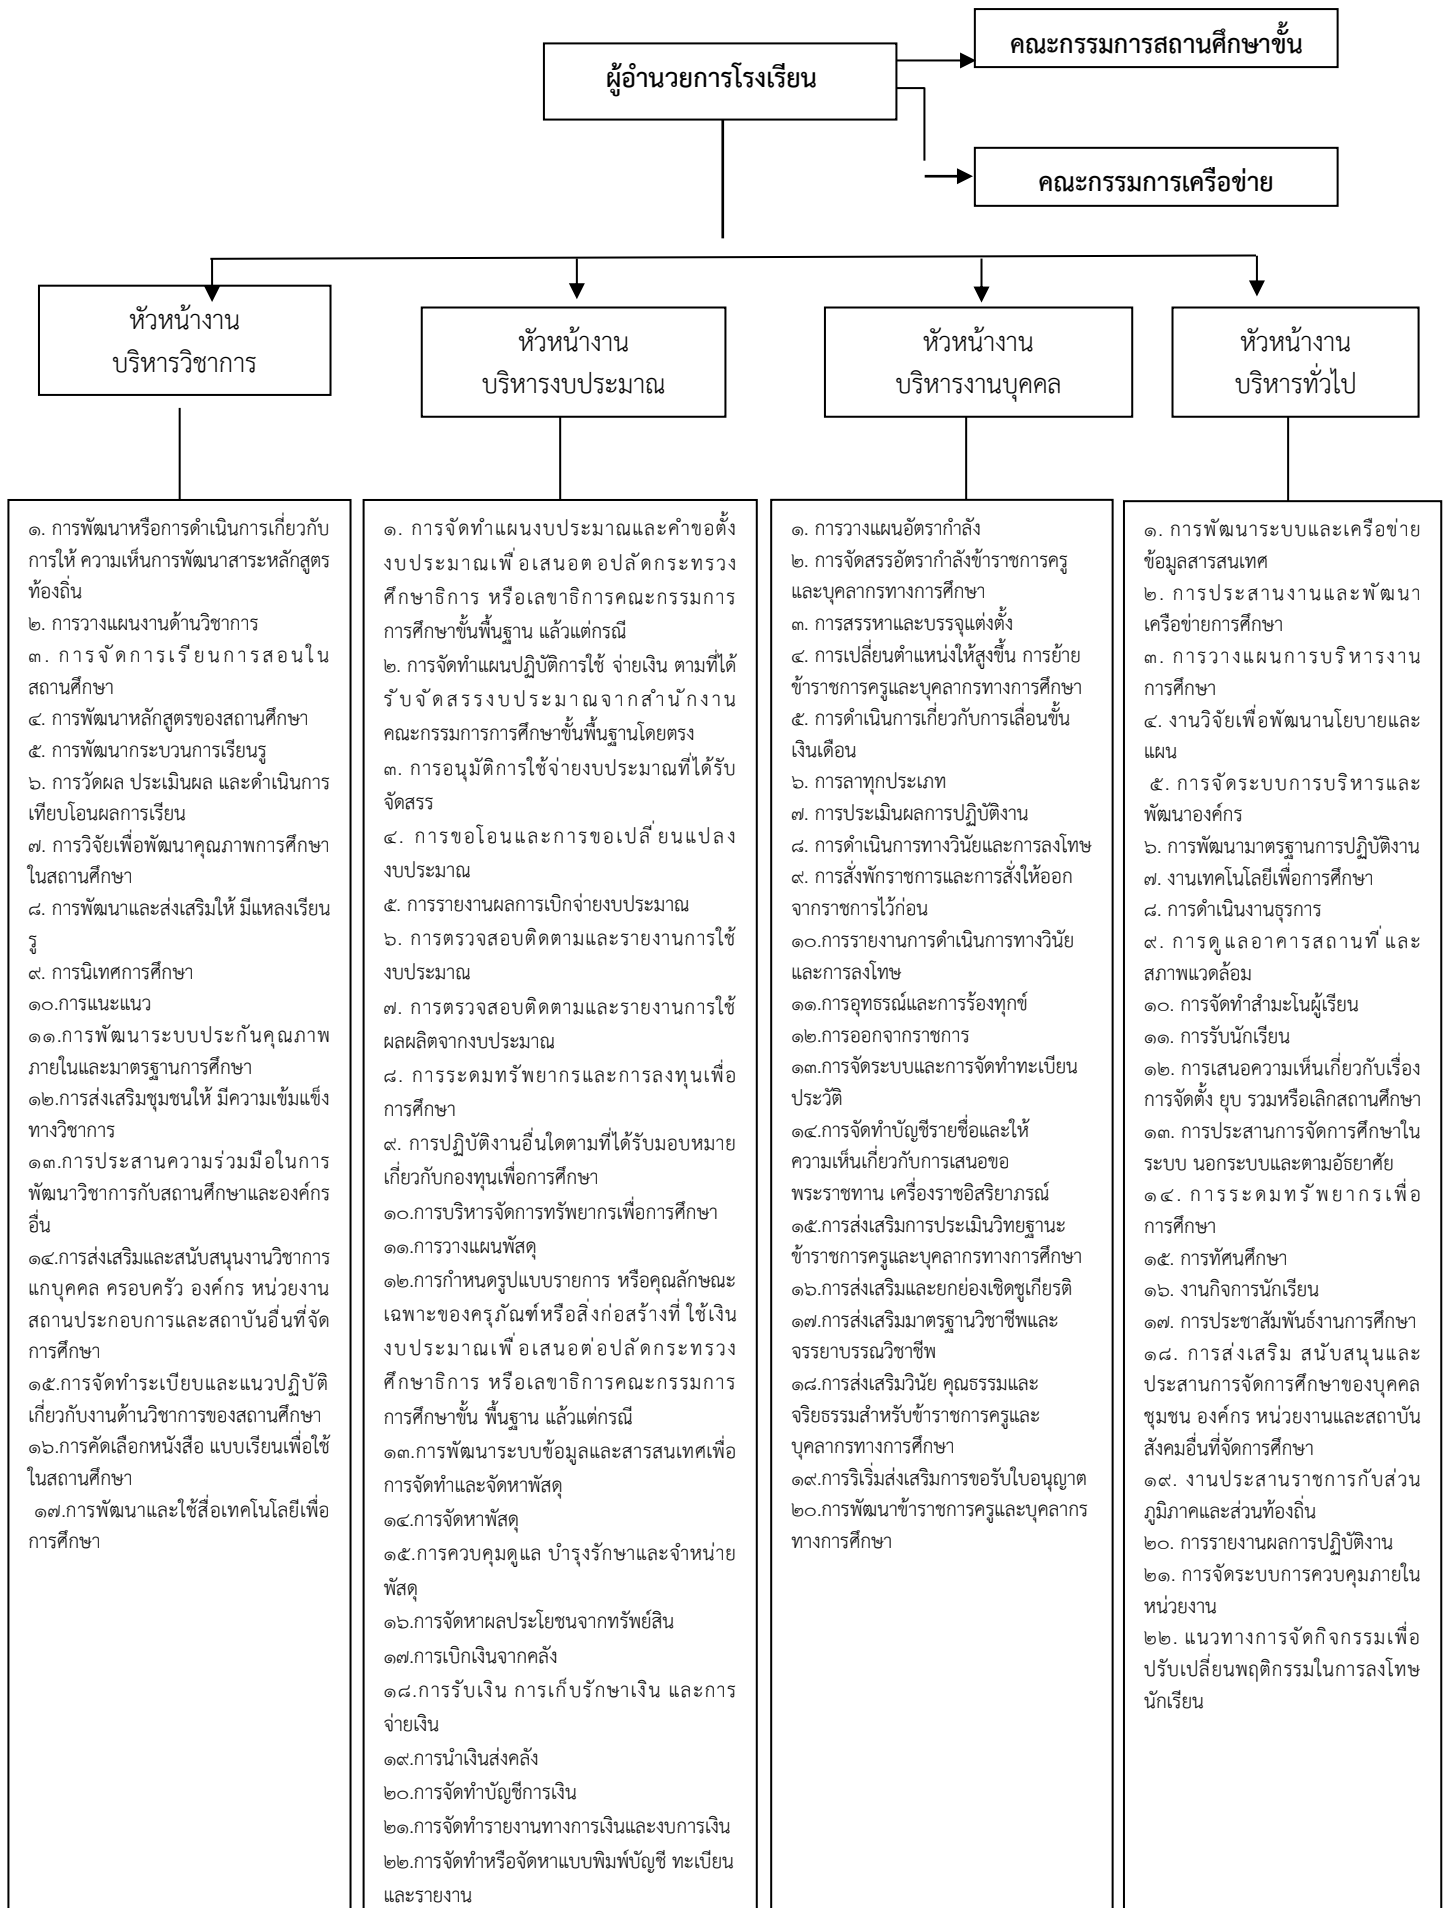 คณะกรรมการสถานศึกษาขั้น
ผู้อำนวยการโรงเรียน
คณะกรรมการเครือข่าย
หัวหน้างาน
บริหารวิชาการ
หัวหน้างาน
บริหารงบประมาณ
หัวหน้างาน
บริหารงานบุคคล
หัวหน้างาน
บริหารทั่วไป
๑. การพัฒนาหรือการดำเนินการเกี่ยวกับ
การให้ ความเห็นการพัฒนาสาระหลักสูตร
ท้องถิ่น
๒. การวางแผนงานด้านวิชาการ
๓. การจัดการเรียนการสอนใน
สถานศึกษา
๔. การพัฒนาหลักสูตรของสถานศึกษา
๕. การพัฒนากระบวนการเรียนรู
๖. การวัดผล ประเมินผล และดำเนินการ
เทียบโอนผลการเรียน
๗. การวิจัยเพื่อพัฒนาคุณภาพการศึกษา
ในสถานศึกษา
๘. การพัฒนาและส่งเสริมให้ มีแหลงเรียน
รู
๙. การนิเทศการศึกษา
๑๐.การแนะแนว
๑๑.การพัฒนาระบบประกันคุณภาพ
ภายในและมาตรฐานการศึกษา
๑๒.การส่งเสริมชุมชนให้ มีความเข้มแข็ง
ทางวิชาการ
๑๓.การประสานความร่วมมือในการ
พัฒนาวิชาการกับสถานศึกษาและองค์กร
อื่น
๑๔.การส่งเสริมและสนับสนุนงานวิชาการ
แกบุคคล ครอบครัว องค์กร หน่วยงาน
สถานประกอบการและสถาบันอื่นที่จัด
การศึกษา
๑๕.การจัดทำระเบียบและแนวปฏิบัติ
เกี่ยวกับงานด้านวิชาการของสถานศึกษา
๑๖.การคัดเลือกหนังสือ แบบเรียนเพื่อใช้
ในสถานศึกษา
๑๗.การพัฒนาและใช้สื่อเทคโนโลยีเพื่อ
การศึกษา
๑. การจัดทำแผนงบประมาณและคำขอตั้ง
งบประมาณเพื่อเสนอต อปลัดกระทรวง
ศึกษาธิการ หรือเลขาธิการคณะกรรมการ
การศึกษาขั้นพื้นฐาน แล้วแต่กรณี
๒. การจัดทำแผนปฏิบัติการใช้ จ่ายเงิน ตามที่ได้
รับจัดสรรงบประมาณจากสำนักงาน
คณะกรรมการการศึกษาขั้นพื้นฐานโดยตรง
๓. การอนุมัติการใช้จ่ายงบประมาณที่ได้รับ
จัดสรร
๔. การขอโอนและการขอเปลี่ยนแปลง
งบประมาณ
๕. การรายงานผลการเบิกจ่ายงบประมาณ
๖. การตรวจสอบติดตามและรายงานการใช้
งบประมาณ
๗. การตรวจสอบติดตามและรายงานการใช้
ผลผลิตจากงบประมาณ
๘. การระดมทรัพยากรและการลงทุนเพื่อ
การศึกษา
๙. การปฏิบัติงานอื่นใดตามที่ได้รับมอบหมาย
เกี่ยวกับกองทุนเพื่อการศึกษา
๑๐.การบริหารจัดการทรัพยากรเพื่อการศึกษา
๑๑.การวางแผนพัสดุ
๑๒.การกำหนดรูปแบบรายการ หรือคุณลักษณะ
เฉพาะของครุภัณฑ์หรือสิ่งก่อสร้างที่ ใช้เงิน
งบประมาณเพื่อเสนอต่อปลัดกระทรวง
ศึกษาธิการ หรือเลขาธิการคณะกรรมการ
การศึกษาขั้น พื้นฐาน แล้วแต่กรณี
๑๓.การพัฒนาระบบข้อมูลและสารสนเทศเพื่อ
การจัดทำและจัดหาพัสดุ
๑๔.การจัดหาพัสดุ
๑๕.การควบคุมดูแล บำรุงรักษาและจำหน่าย
พัสดุ
๑๖.การจัดหาผลประโยชนจากทรัพย์สิน
๑๗.การเบิกเงินจากคลัง
๑๘.การรับเงิน การเก็บรักษาเงิน และการ
จ่ายเงิน
๑๙.การนำเงินส่งคลัง
๒๐.การจัดทำบัญชีการเงิน
๒๑.การจัดทำรายงานทางการเงินและงบการเงิน
๒๒.การจัดทำหรือจัดหาแบบพิมพ์บัญชี ทะเบียน
และรายงาน
๑. การวางแผนอัตรากำลัง
๒. การจัดสรรอัตรากำลังข้าราชการครู
และบุคลากรทางการศึกษา
๓. การสรรหาและบรรจุแต่งตั้ง
๔. การเปลี่ยนตำแหน่งให้สูงขึ้น การย้าย
ข้าราชการครูและบุคลากรทางการศึกษา
๕. การดำเนินการเกี่ยวกับการเลื่อนขั้น
เงินเดือน
๖. การลาทุกประเภท
๗. การประเมินผลการปฏิบัติงาน
๘. การดำเนินการทางวินัยและการลงโทษ
๙. การสั่งพักราชการและการสั่งให้ออก
จากราชการไว้ก่อน
๑๐.การรายงานการดำเนินการทางวินัย
และการลงโทษ
๑๑.การอุทธรณ์และการร้องทุกข์
๑๒.การออกจากราชการ
๑๓.การจัดระบบและการจัดทำทะเบียน
ประวัติ
๑๔.การจัดทำบัญชีรายชื่อและให้
ความเห็นเกี่ยวกับการเสนอขอ
พระราชทาน เครื่องราชอิสริยาภรณ์
๑๕.การส่งเสริมการประเมินวิทยฐานะ
ข้าราชการครูและบุคลากรทางการศึกษา
๑๖.การส่งเสริมและยกย่องเชิดชูเกียรติ
๑๗.การส่งเสริมมาตรฐานวิชาชีพและ
จรรยาบรรณวิชาชีพ
๑๘.การส่งเสริมวินัย คุณธรรมและ
จริยธรรมสำหรับข้าราชการครูและ
บุคลากรทางการศึกษา
๑๙.การริเริ่มส่งเสริมการขอรับใบอนุญาต
๒๐.การพัฒนาข้าราชการครูและบุคลากร
ทางการศึกษา
๑. การพัฒนาระบบและเครือข่าย
ข้อมูลสารสนเทศ
๒. การประสานงานและพัฒนา
เครือข่ายการศึกษา
๓. การวางแผนการบริหารงาน
การศึกษา
๔. งานวิจัยเพื่อพัฒนานโยบายและ
แผน
๕. การจัดระบบการบริหารและ
พัฒนาองค์กร
๖. การพัฒนามาตรฐานการปฏิบัติงาน
๗. งานเทคโนโลยีเพื่อการศึกษา
๘. การดำเนินงานธุรการ
๙. การดูแลอาคารสถานที่และ
สภาพแวดล้อม
๑๐. การจัดทำสำมะโนผู้เรียน
๑๑. การรับนักเรียน
๑๒. การเสนอความเห็นเกี่ยวกับเรื่อง
การจัดตั้ง ยุบ รวมหรือเลิกสถานศึกษา
๑๓. การประสานการจัดการศึกษาใน
ระบบ นอกระบบและตามอัธยาศัย
๑๔. การระดมทรัพยากรเพื่อ
การศึกษา
๑๕. การทัศนศึกษา
๑๖. งานกิจการนักเรียน
๑๗. การประชาสัมพันธ์งานการศึกษา
๑๘. การส่งเสริม สนับสนุนและ
ประสานการจัดการศึกษาของบุคคล
ชุมชน องค์กร หน่วยงานและสถาบัน
สังคมอื่นที่จัดการศึกษา
๑๙. งานประสานราชการกับส่วน
ภูมิภาคและส่วนท้องถิ่น
๒๐. การรายงานผลการปฏิบัติงาน
๒๑. การจัดระบบการควบคุมภายใน
หน่วยงาน
๒๒. แนวทางการจัดกิจกรรมเพื่อ
ปรับเปลี่ยนพฤติกรรมในการลงโทษ
นักเรียน